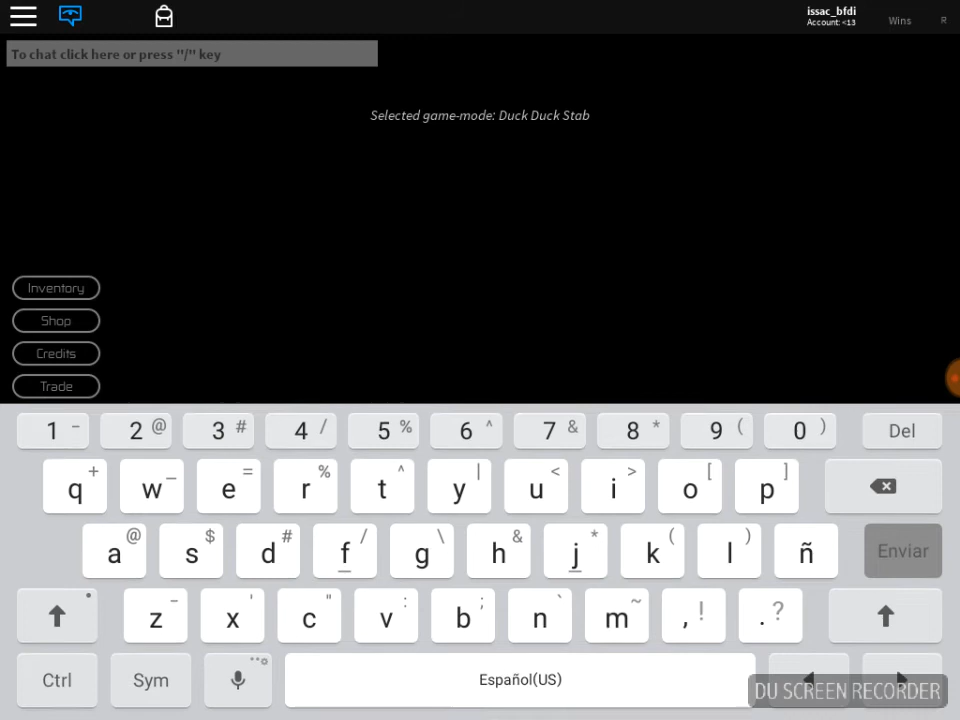 issac_bfdi
Account: <13
Wins
R
To chat click here or press "/" key
Selected game-mode: Duck Duck Stab
Inventory
Shop
Credits
Trade
1 - 2 @ 3 # 4 / 5 % 6 ^ 7 & 8 * 9 ( 0 ) Del
q + w _ e = r % t ^ y | u < i > o [ p ]
a @ s $ d # f / g \ h & j * k ( l ) ñ Enviar
z - x ' c " v : b ; n ` m ~ , ! . ?
Ctrl Sym Español(US)
DU SCREEN RECORDER